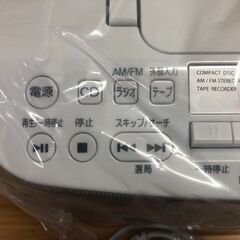 AM/FM 外部入力
電源 CD ラジオ テープ
COMPACT DISC
AM / FM STEREO
TAPE RECORDER
再生/一時停止 停止 スキップ/サーチ
選局
一時停止